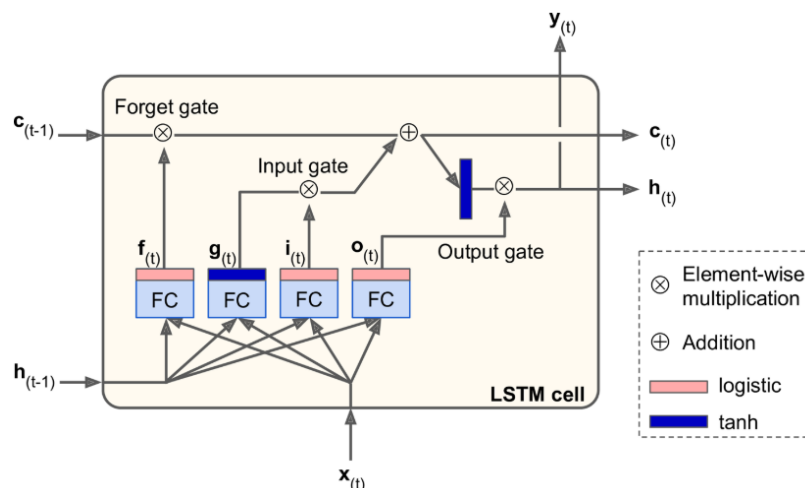 y(t)
Forget gate
c(t-1)
c(t)
Input gate
h(t)
f(t)
g(t)
i(t)
o(t)
Output gate
FC
FC
FC
FC
h(t-1)
LSTM cell
x(t)
Element-wise
multiplication
Addition
logistic
tanh